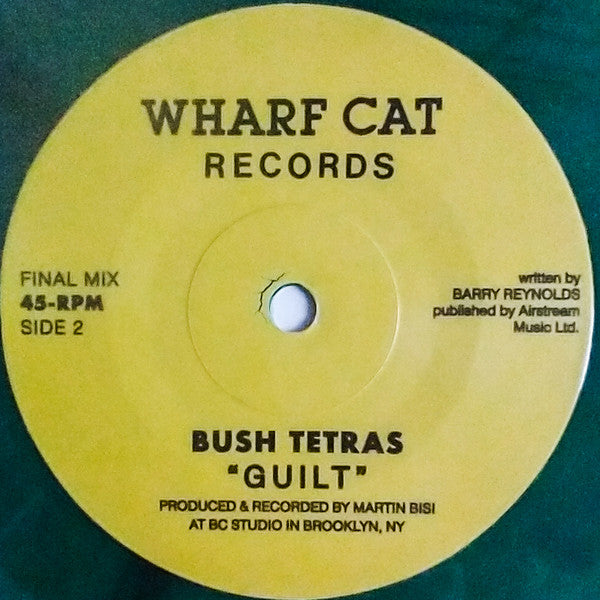 WHARF CAT
RECORDS
FINAL MIX
45-RPM
SIDE 2
written by
BARRY REYNOLDS
published by Airstream
Music Ltd.
BUSH TETRAS
"GUILT"
PRODUCED & RECORDED BY MARTIN BISI
AT BC STUDIO IN BROOKLYN, NY